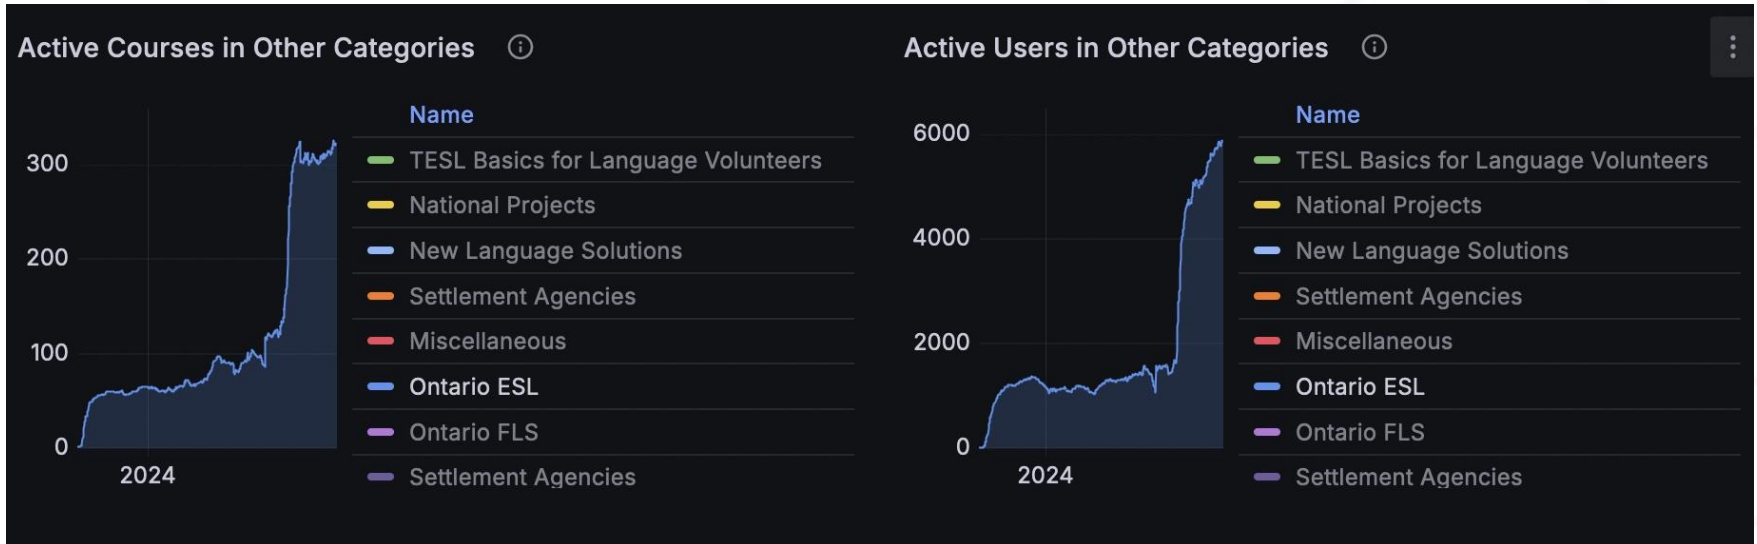 Active Courses in Other Categories
300
200
100
0
2024
Name
TESL Basics for Language Volunteers
National Projects
New Language Solutions
Settlement Agencies
Miscellaneous
Ontario ESL
Ontario FLS
Settlement Agencies
Active Users in Other Categories
6000
4000
2000
0
2024
Name
TESL Basics for Language Volunteers
National Projects
New Language Solutions
Settlement Agencies
Miscellaneous
Ontario ESL
Ontario FLS
Settlement Agencies